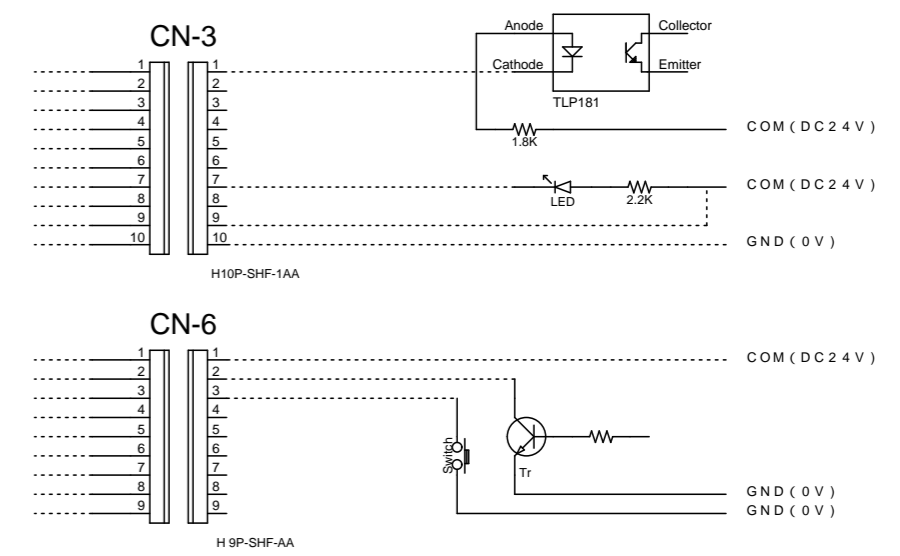 CN-3
Anode
Collector
Cathode
Emitter
TLP181
1 1
2 2
3 3
4 4
5 5
6 6
7 7
8 8
9 9
10 10
1.8K
COM(DC24V)
LED
2.2K
COM(DC24V)
GND(0V)
H10P-SHF-1AA
CN-6
1 1
2 2
3 3
4 4
5 5
6 6
7 7
8 8
9 9
COM(DC24V)
Switch
Tr
GND(0V)
GND(0V)
H 9P-SHF-AA